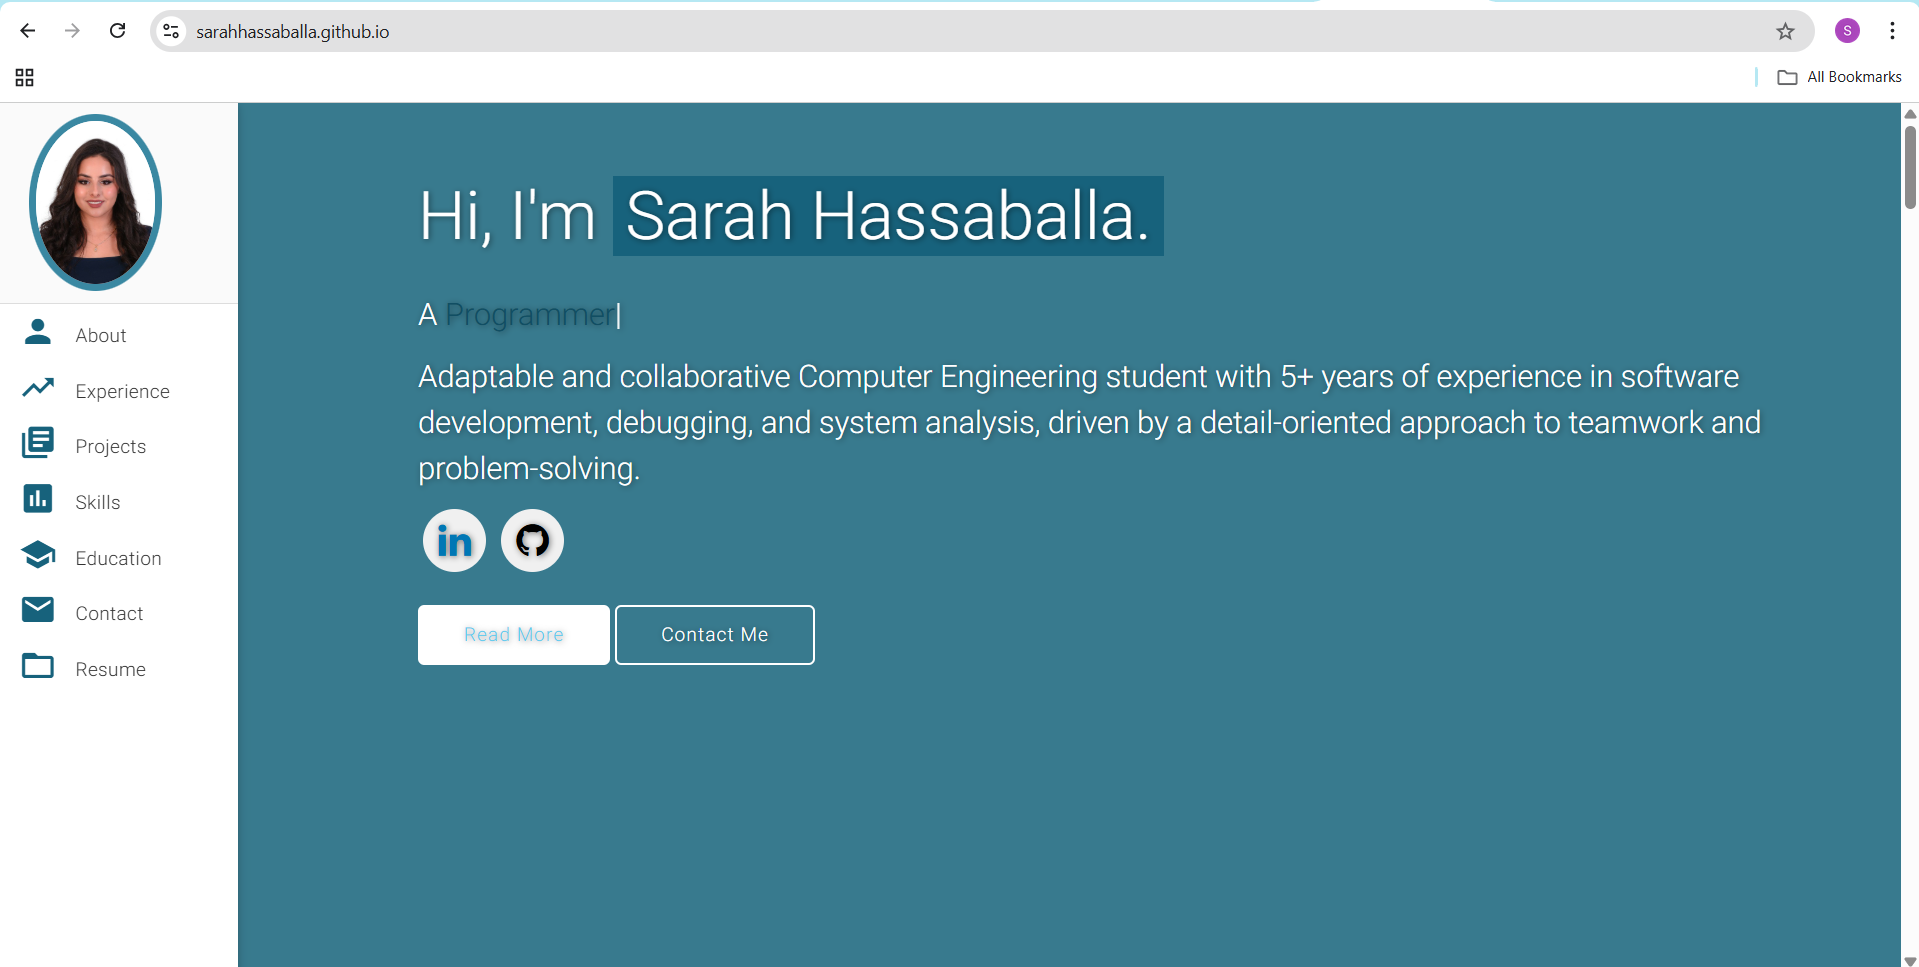 sarahhassaballa.github.io
S
All Bookmarks
Hi, I'm Sarah Hassaballa.
A Programmer|
Adaptable and collaborative Computer Engineering student with 5+ years of experience in software
development, debugging, and system analysis, driven by a detail-oriented approach to teamwork and
problem-solving.
in
Read More
Contact Me
About
Experience
Projects
Skills
Education
Contact
Resume